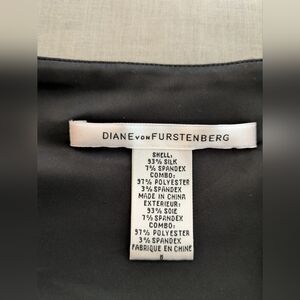 DIANE VON FURSTENBERG
SHELL:
93% SILK
7% SPANDEX
COMBO:
97% POLYESTER
3% SPANDEX
MADE IN CHINA
EXTERIEUR:
93% SOIE
7% SPANDEX
COMBO:
97% POLYESTER
3% SPANDEX
FABRIQUE EN CHINE